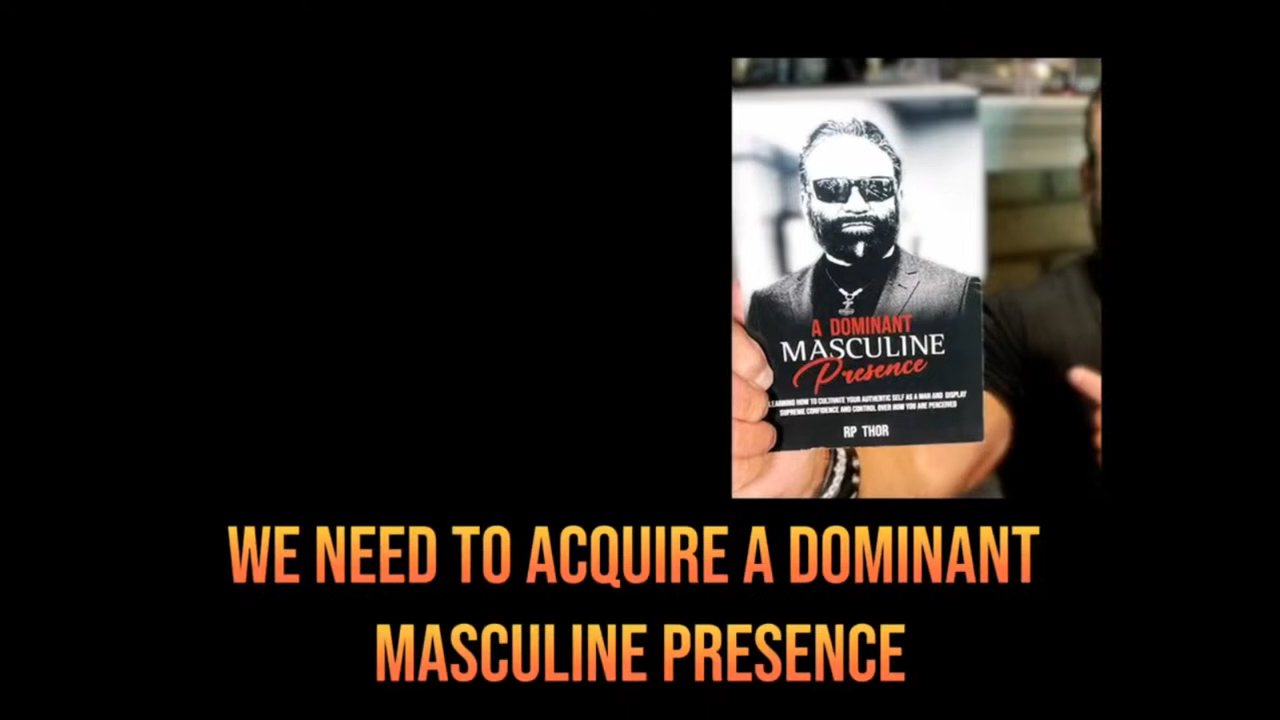 A DOMINANT
MASCULINE
Presence
LEARNING HOW TO CULTIVATE YOUR AUTHENTIC SELF AS A MAN AND DISPLAY
SUPREME CONFIDENCE AND CONTROL OVER HOW YOU ARE PERCEIVED
RP THOR
WE NEED TO ACQUIRE A DOMINANT
MASCULINE PRESENCE